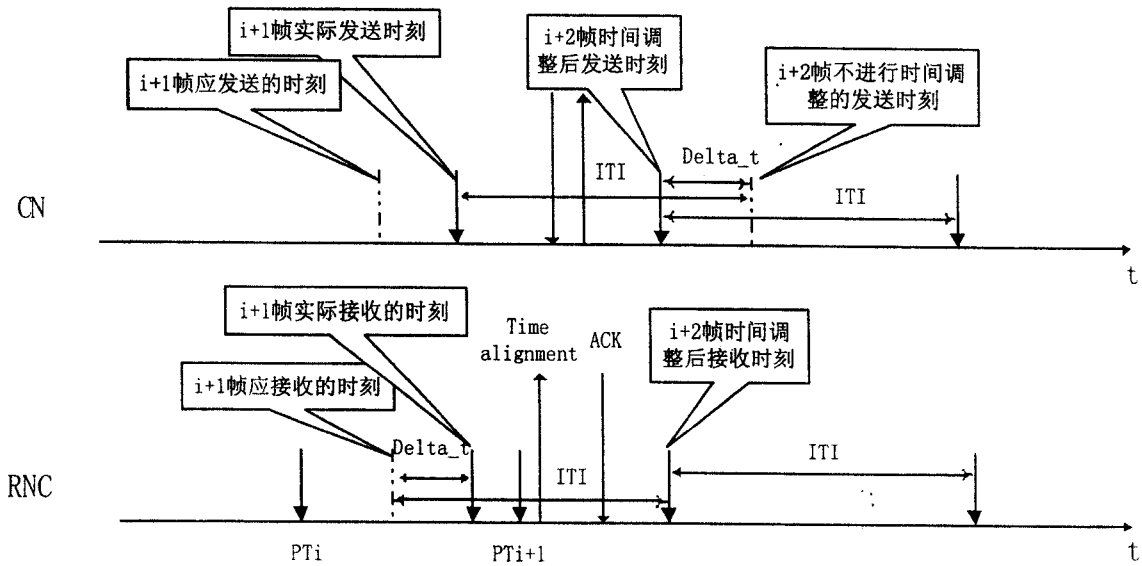 i+1帧实际发送时刻
i+1帧应发送的时刻
i+2帧时间调
整后发送时刻
i+2帧不进行时间调
整的发送时刻
Delta_t
ITI
ITI
CN
t
i+1帧实际接收的时刻
Time
alignment
ACK
i+2帧时间调
整后接收时刻
i+1帧应接收的时刻
Delta_t
ITI
ITI
RNC
PTi
PTi+1
t